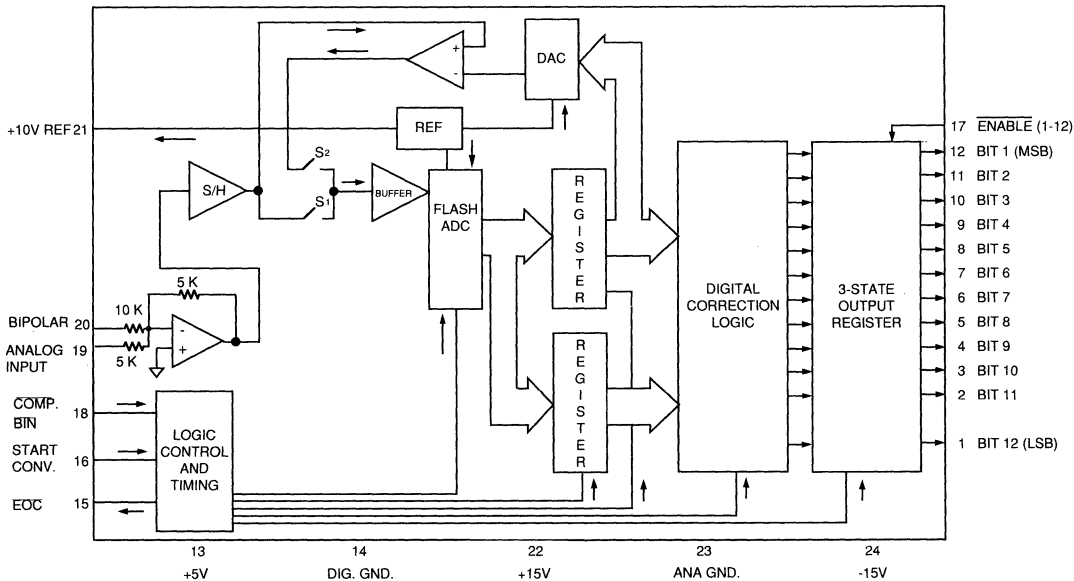 DAC
+
-
+10V REF 21
REF
17 ENABLE (1-12)
S2
S/H
BUFFER
S1
FLASH
ADC
REGISTER
12 BIT 1 (MSB)
11 BIT 2
10 BIT 3
9 BIT 4
8 BIT 5
7 BIT 6
6 BIT 7
5 BIT 8
4 BIT 9
3 BIT 10
2 BIT 11
1 BIT 12 (LSB)
DIGITAL
CORRECTION
LOGIC
3-STATE
OUTPUT
REGISTER
5 K
10 K
BIPOLAR 20
ANALOG 19
INPUT
5 K
-
+
REGISTER
COMP.
18
BIN
START
CONV. 16
EOC 15
LOGIC
CONTROL
AND
TIMING
13
+5V
14
DIG. GND.
22
+15V
23
ANA GND.
24
-15V